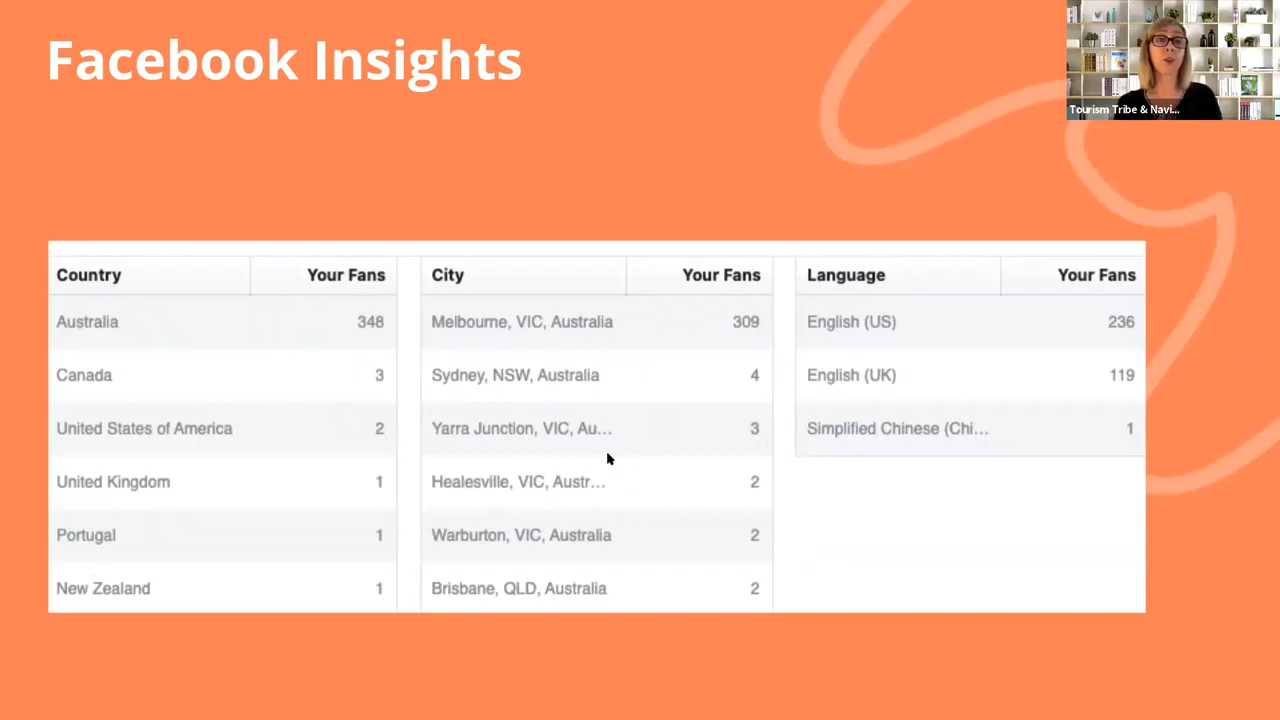 Facebook Insights
Tourism Tribe & Navi...
Country Your Fans
Australia 348
Canada 3
United States of America 2
United Kingdom 1
Portugal 1
New Zealand 1
City Your Fans
Melbourne, VIC, Australia 309
Sydney, NSW, Australia 4
Yarra Junction, VIC, Au... 3
Healesville, VIC, Austr... 2
Warburton, VIC, Australia 2
Brisbane, QLD, Australia 2
Language Your Fans
English (US) 236
English (UK) 119
Simplified Chinese (Chi... 1